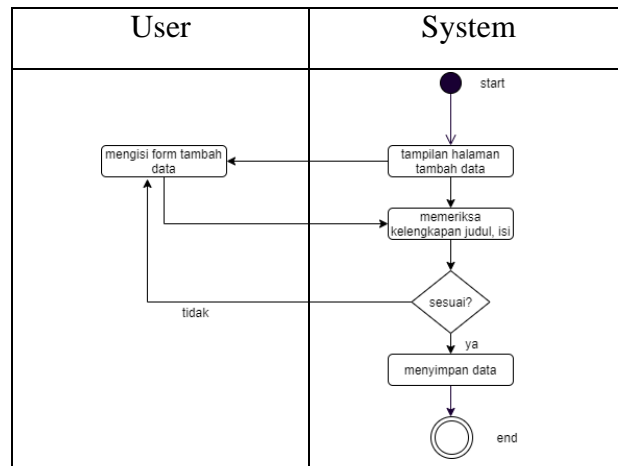 User
System
start
mengisi form tambah
data
tampilan halaman
tambah data
memeriksa
kelengkapan judul, isi
sesuai?
tidak
ya
menyimpan data
end